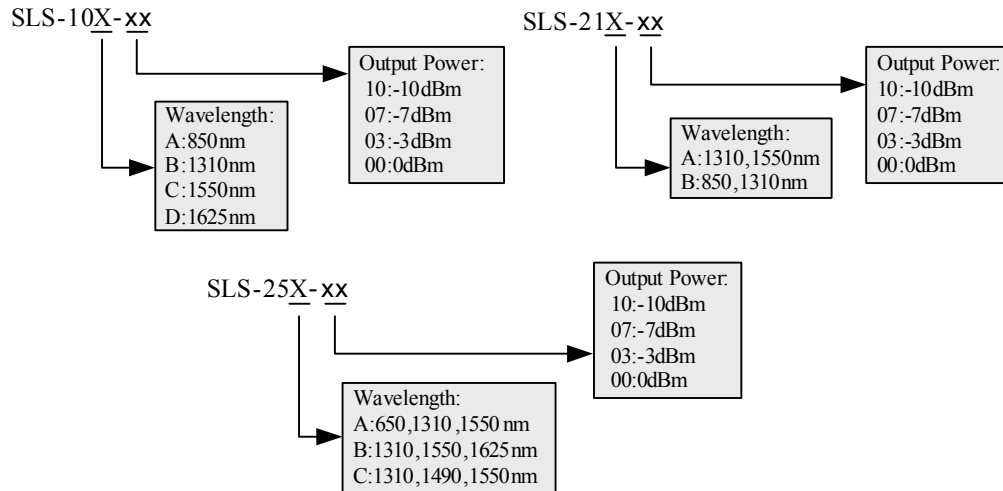 SLS-10X-xx
Output Power:
10:-10dBm
07:-7dBm
03:-3dBm
00:0dBm
Wavelength:
A:850nm
B:1310nm
C:1550nm
D:1625nm
SLS-21X-xx
Output Power:
10:-10dBm
07:-7dBm
03:-3dBm
00:0dBm
Wavelength:
A:1310,1550nm
B:850,1310nm
SLS-25X-xx
Output Power:
10:-10dBm
07:-7dBm
03:-3dBm
00:0dBm
Wavelength:
A:650,1310,1550nm
B:1310,1550,1625nm
C:1310,1490,1550nm